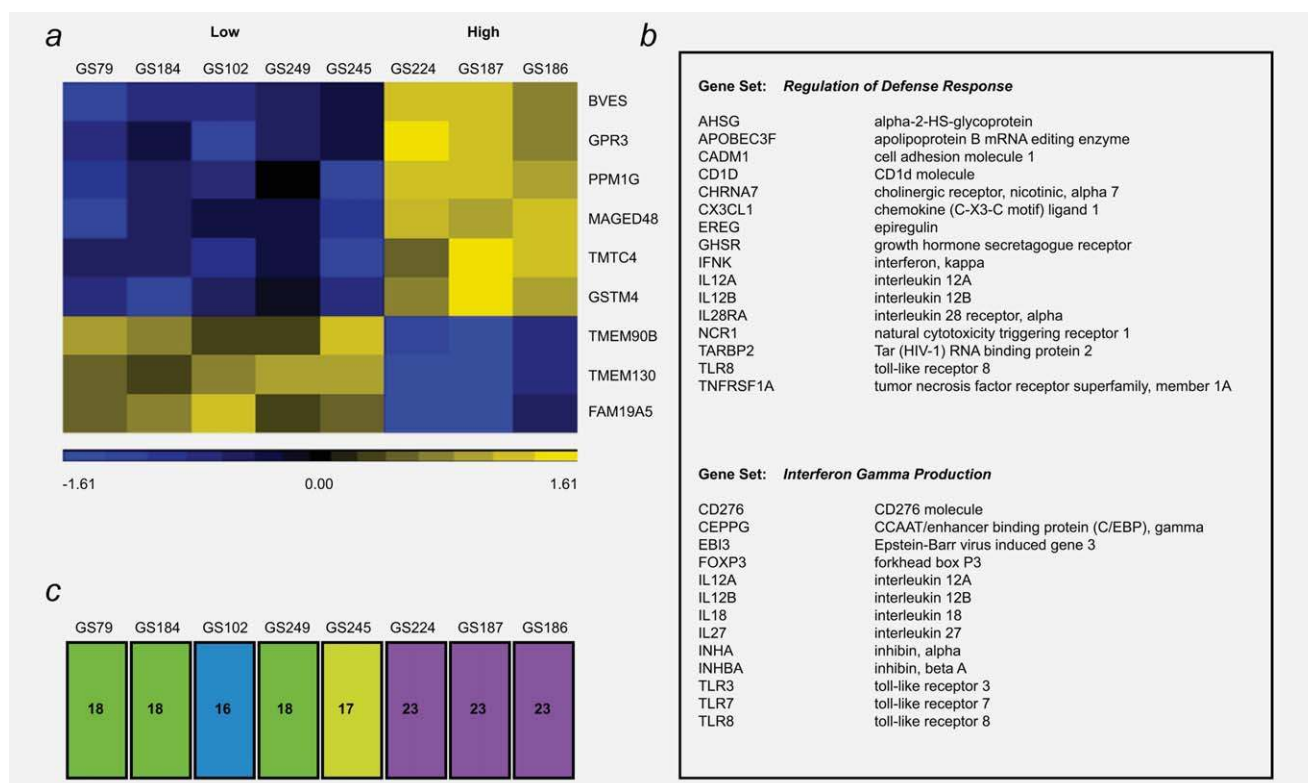 a
Low High
GS79 GS184 GS102 GS249 GS245 GS224 GS187 GS186
BVES
GPR3
PPM1G
MAGED48
TMTC4
GSTM4
TMEM90B
TMEM130
FAM19A5
-1.61 0.00 1.61
b
Gene Set: Regulation of Defense Response
AHSG alpha-2-HS-glycoprotein
APOBEC3F apolipoprotein B mRNA editing enzyme
CADM1 cell adhesion molecule 1
CD1D CD1d molecule
CHRNA7 cholinergic receptor, nicotinic, alpha 7
CX3CL1 chemokine (C-X3-C motif) ligand 1
EREG epiregulin
GHSR growth hormone secretagogue receptor
IFNK interferon, kappa
IL12A interleukin 12A
IL12B interleukin 12B
IL28RA interleukin 28 receptor, alpha
NCR1 natural cytotoxicity triggering receptor 1
TARBP2 Tar (HIV-1) RNA binding protein 2
TLR8 toll-like receptor 8
TNFRSF1A tumor necrosis factor receptor superfamily, member 1A
Gene Set: Interferon Gamma Production
CD276 CD276 molecule
CEPPG CCAAT/enhancer binding protein (C/EBP), gamma
EBI3 Epstein-Barr virus induced gene 3
FOXP3 forkhead box P3
IL12A interleukin 12A
IL12B interleukin 12B
IL18 interleukin 18
IL27 interleukin 27
INHA inhibin, alpha
INHBA inhibin, beta A
TLR3 toll-like receptor 3
TLR7 toll-like receptor 7
TLR8 toll-like receptor 8
c
GS79 GS184 GS102 GS249 GS245 GS224 GS187 GS186
18 18 16 18 17 23 23 23